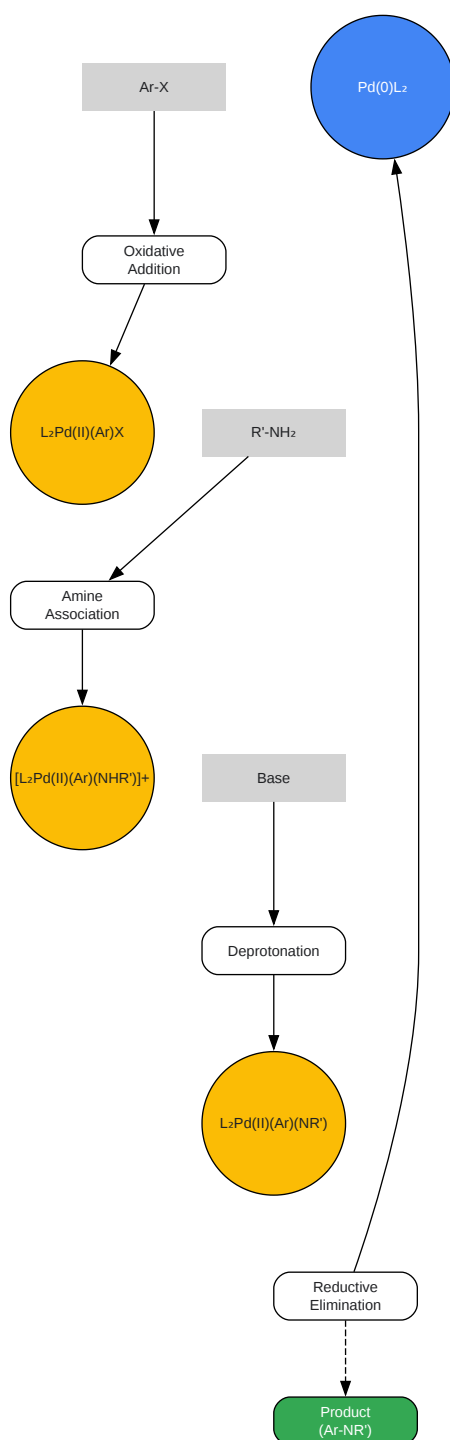 Ar-X
Pd(0)L₂
Oxidative
Addition
L₂Pd(II)(Ar)X
R'-NH₂
Amine
Association
[L₂Pd(II)(Ar)(NHR')]+
Base
Deprotonation
L₂Pd(II)(Ar)(NR')
Reductive
Elimination
Product
(Ar-NR')